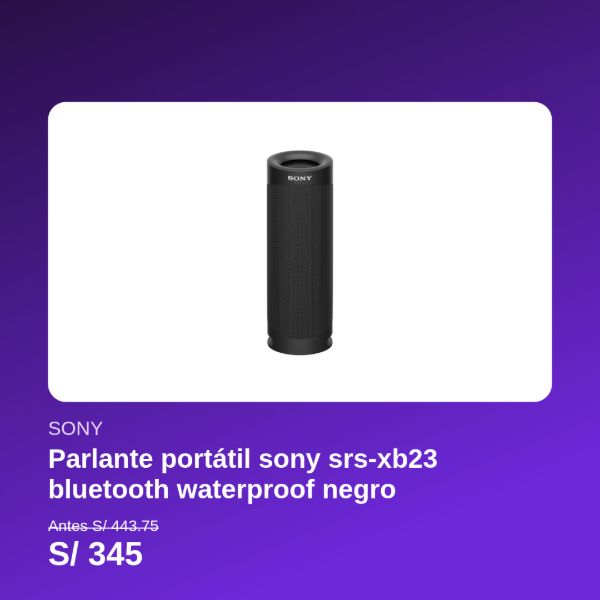 SONY
SONY
Parlante portátil sony srs-xb23
bluetooth waterproof negro
Antes S/ 443.75
S/ 345